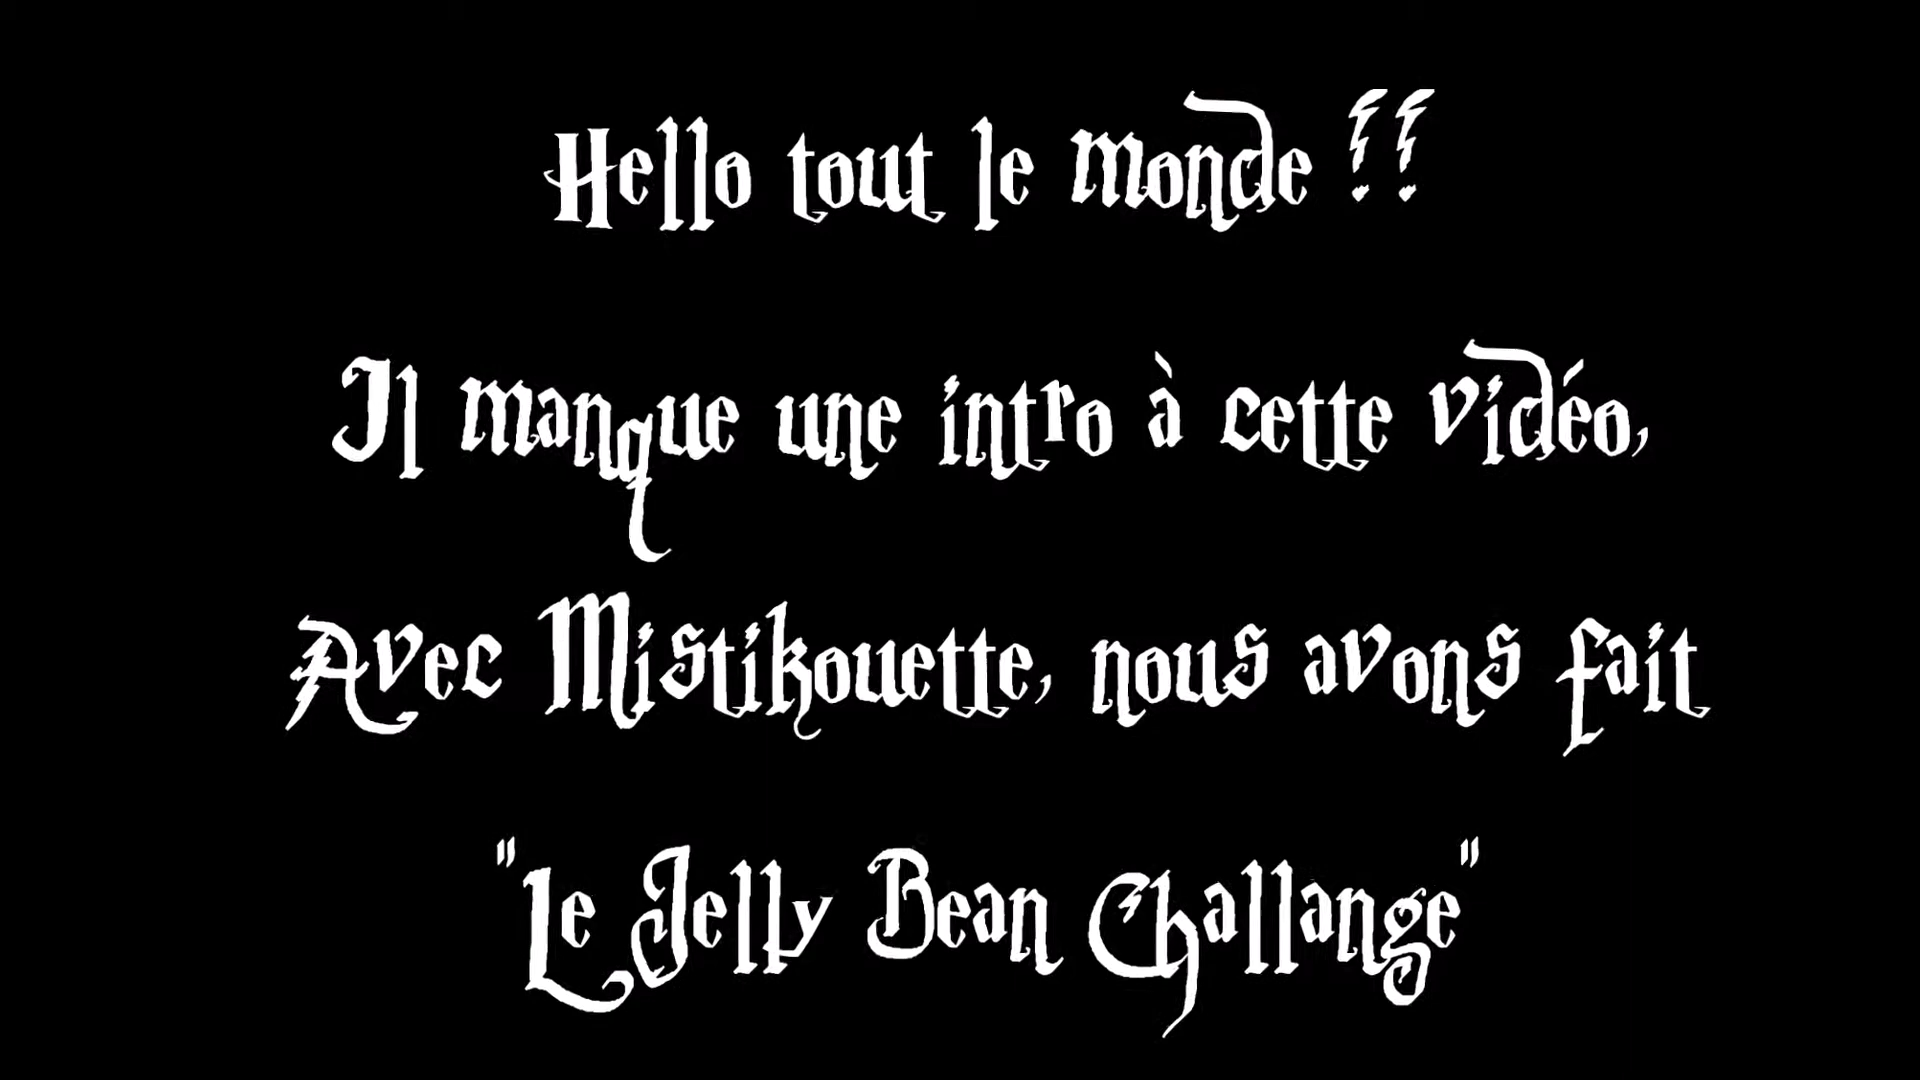 Hello tout le monde !!
Il manque une intro à cette vidéo,
Avec Mistikouette, nous avons fait
"Le Jelly Bean Challange"